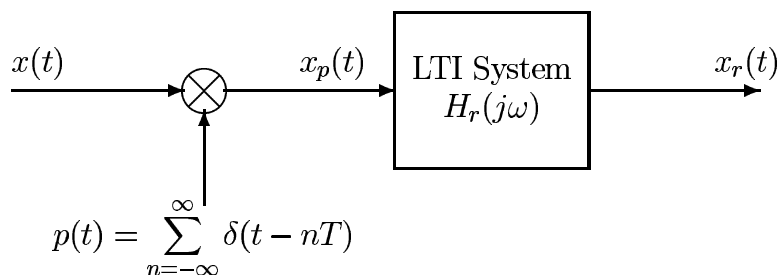 x(t)
x_p(t)
LTI System
H_r(jω)
x_r(t)
p(t) = ∑_{n=-∞}^{∞} δ(t − nT)